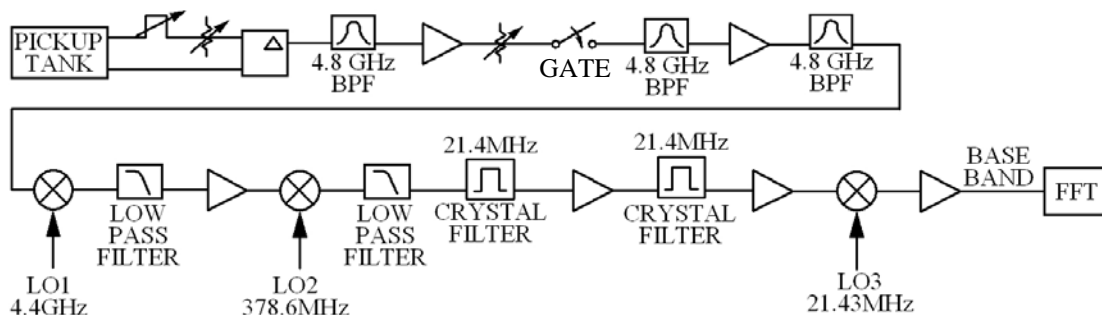 PICKUP
TANK
Δ
4.8 GHz
BPF
GATE
4.8 GHz
BPF
4.8 GHz
BPF
LOW
PASS
FILTER
LO1
4.4GHz
LO2
378.6MHz
LOW
PASS
FILTER
21.4MHz
CRYSTAL
FILTER
21.4MHz
CRYSTAL
FILTER
LO3
21.43MHz
BASE
BAND
FFT